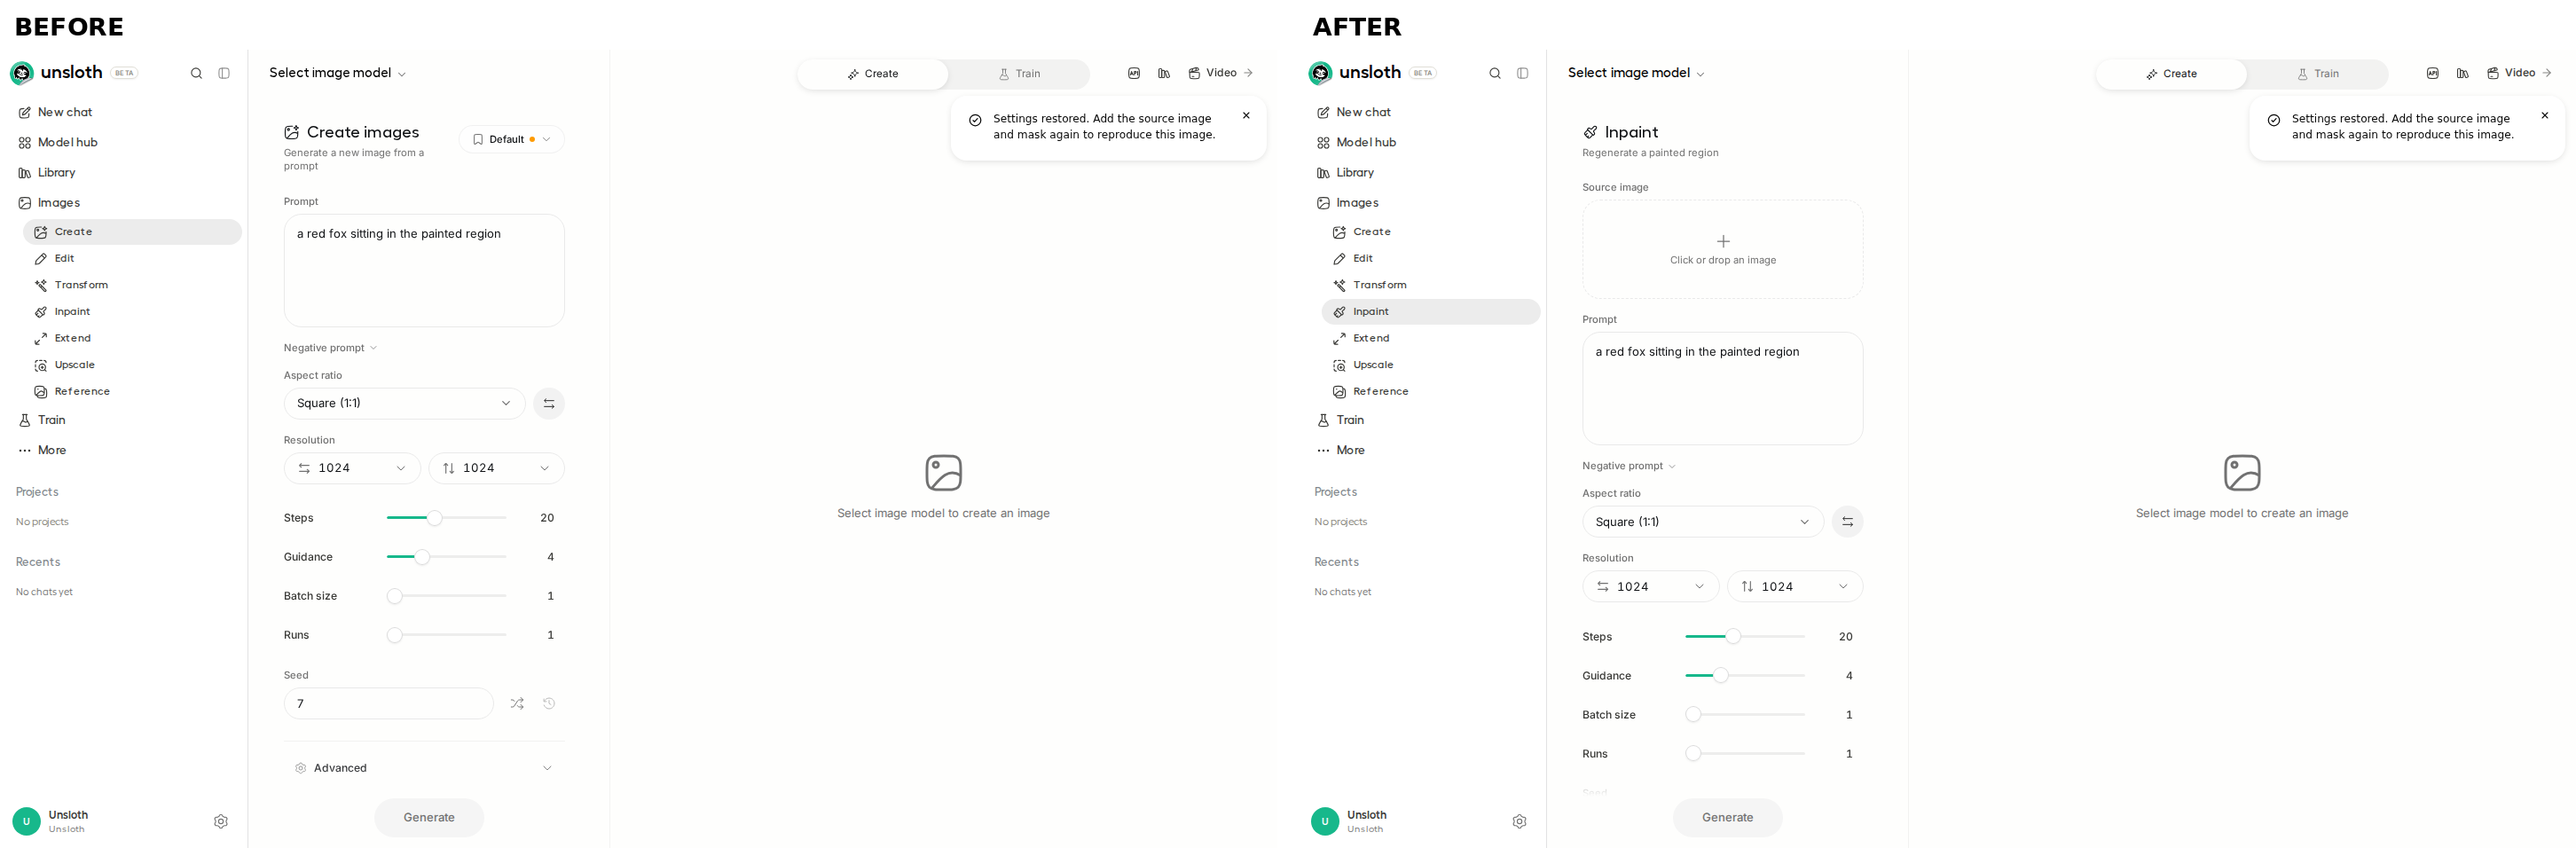 BEFORE
unsloth BETA
New chat
Model hub
Library
Images
Create
Edit
Transform
Inpaint
Extend
Upscale
Reference
Train
More
Projects
No projects
Recents
No chats yet
U
Unsloth
Unsloth
Select image model
Create Train
API
Video
Settings restored. Add the source image
and mask again to reproduce this image.
Create images
Default
Generate a new image from a
prompt
Prompt
a red fox sitting in the painted region
Negative prompt
Aspect ratio
Square (1:1)
Resolution
1024 1024
Steps 20
Guidance 4
Batch size 1
Runs 1
Seed
7
Advanced
Generate
Select image model to create an image
AFTER
unsloth BETA
New chat
Model hub
Library
Images
Create
Edit
Transform
Inpaint
Extend
Upscale
Reference
Train
More
Projects
No projects
Recents
No chats yet
U
Unsloth
Unsloth
Select image model
Create Train
API
Video
Settings restored. Add the source image
and mask again to reproduce this image.
Inpaint
Regenerate a painted region
Source image
Click or drop an image
Prompt
a red fox sitting in the painted region
Negative prompt
Aspect ratio
Square (1:1)
Resolution
1024 1024
Steps 20
Guidance 4
Batch size 1
Runs 1
Seed
Generate
Select image model to create an image